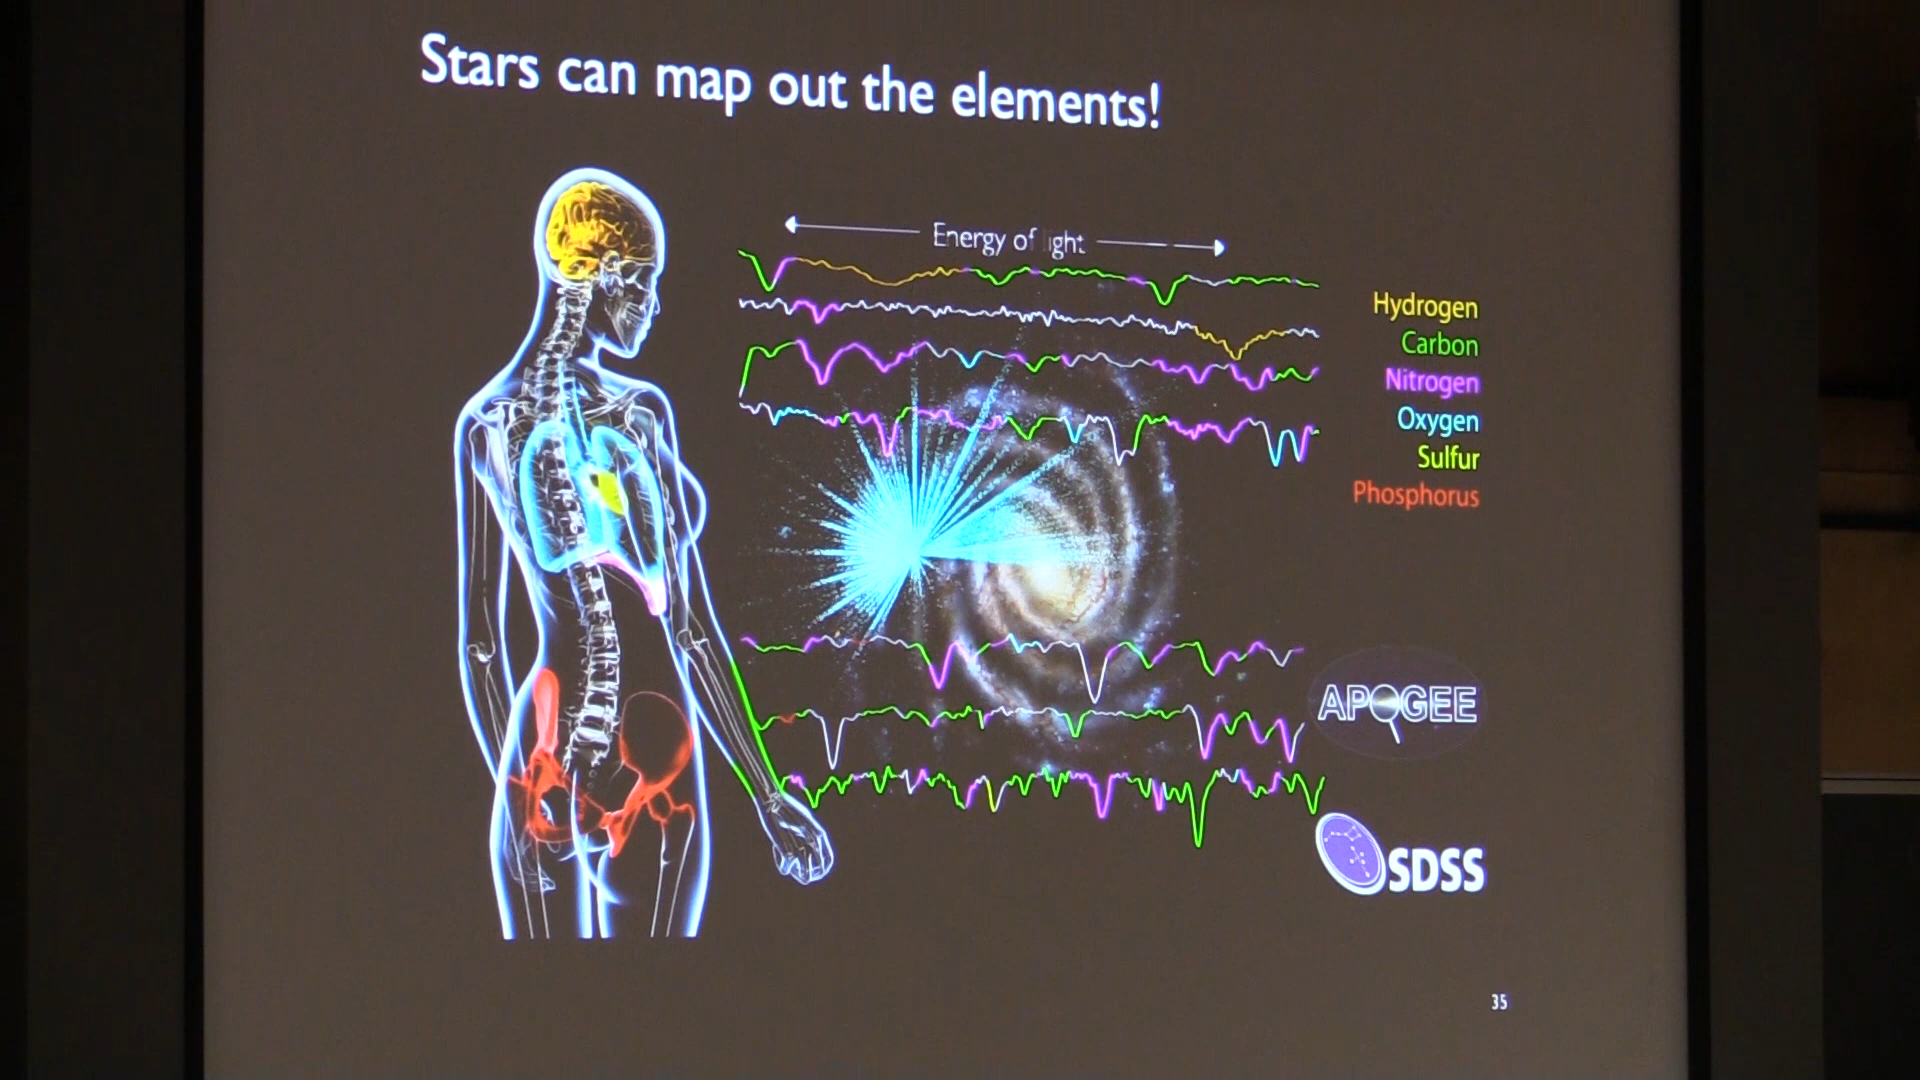 Stars can map out the elements!
Energy of light
Hydrogen
Carbon
Nitrogen
Oxygen
Sulfur
Phosphorus
APOGEE
SDSS
35